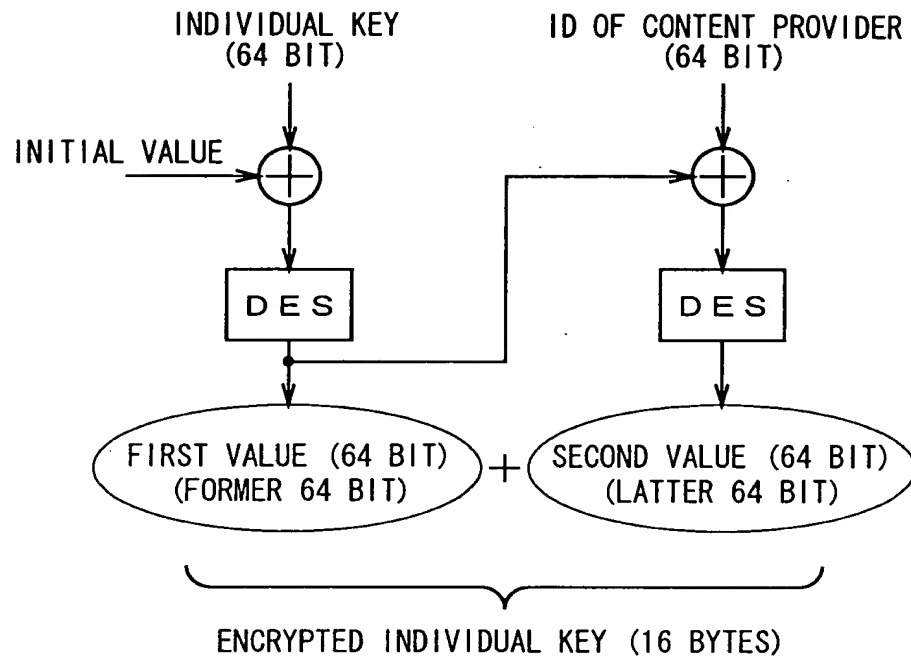 INDIVIDUAL KEY
(64 BIT)
ID OF CONTENT PROVIDER
(64 BIT)
INITIAL VALUE
DES
DES
FIRST VALUE (64 BIT)
(FORMER 64 BIT)
+
SECOND VALUE (64 BIT)
(LATTER 64 BIT)
ENCRYPTED INDIVIDUAL KEY (16 BYTES)